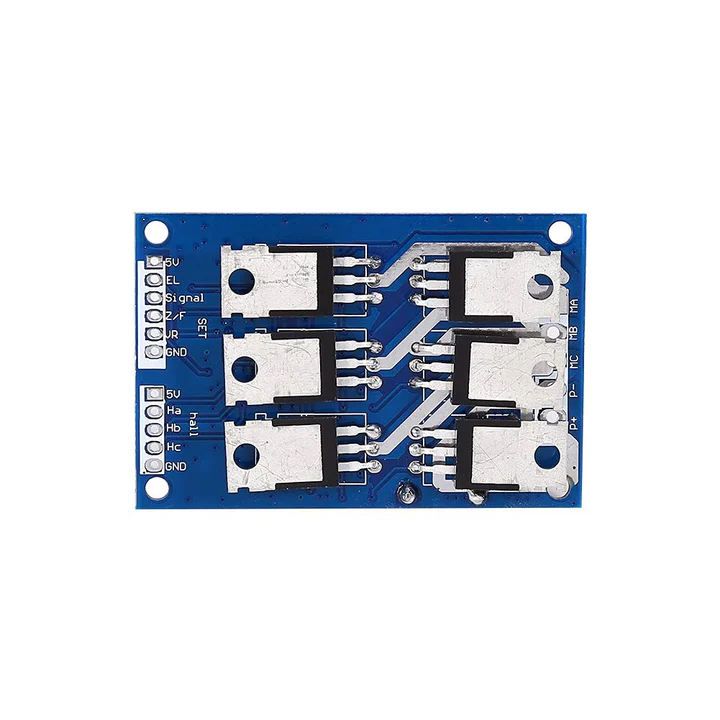 5V
EL
Signal
Z/F
VR
GND
SET
5V
Ha
Hb
Hc
GND
hall
MA
MB
MC
P-
P+